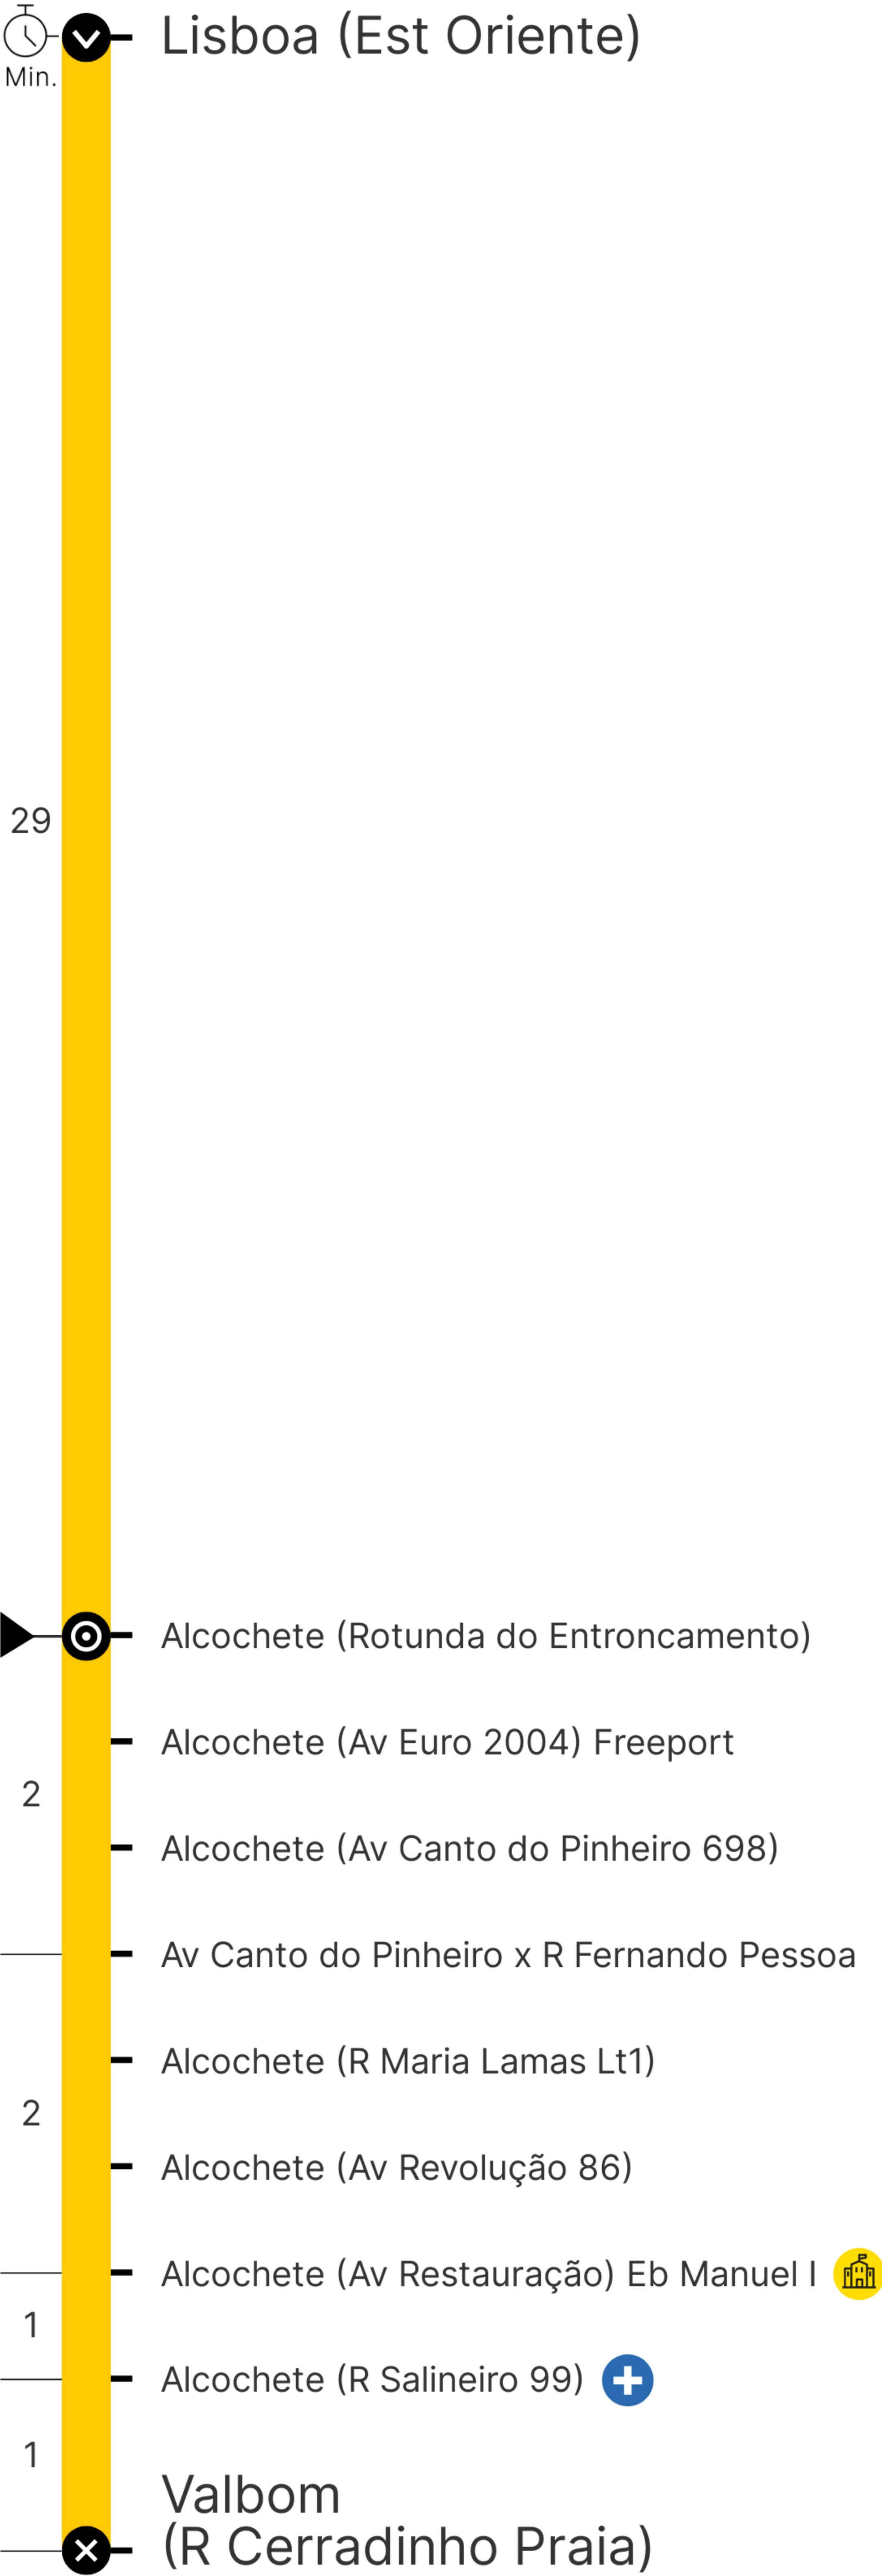 Lisboa (Est Oriente)
Min.
29
Alcochete (Rotunda do Entroncamento)
Alcochete (Av Euro 2004) Freeport
2
Alcochete (Av Canto do Pinheiro 698)
Av Canto do Pinheiro x R Fernando Pessoa
Alcochete (R Maria Lamas Lt1)
2
Alcochete (Av Revolução 86)
Alcochete (Av Restauração) Eb Manuel I
1
Alcochete (R Salineiro 99)
1
Valbom
(R Cerradinho Praia)